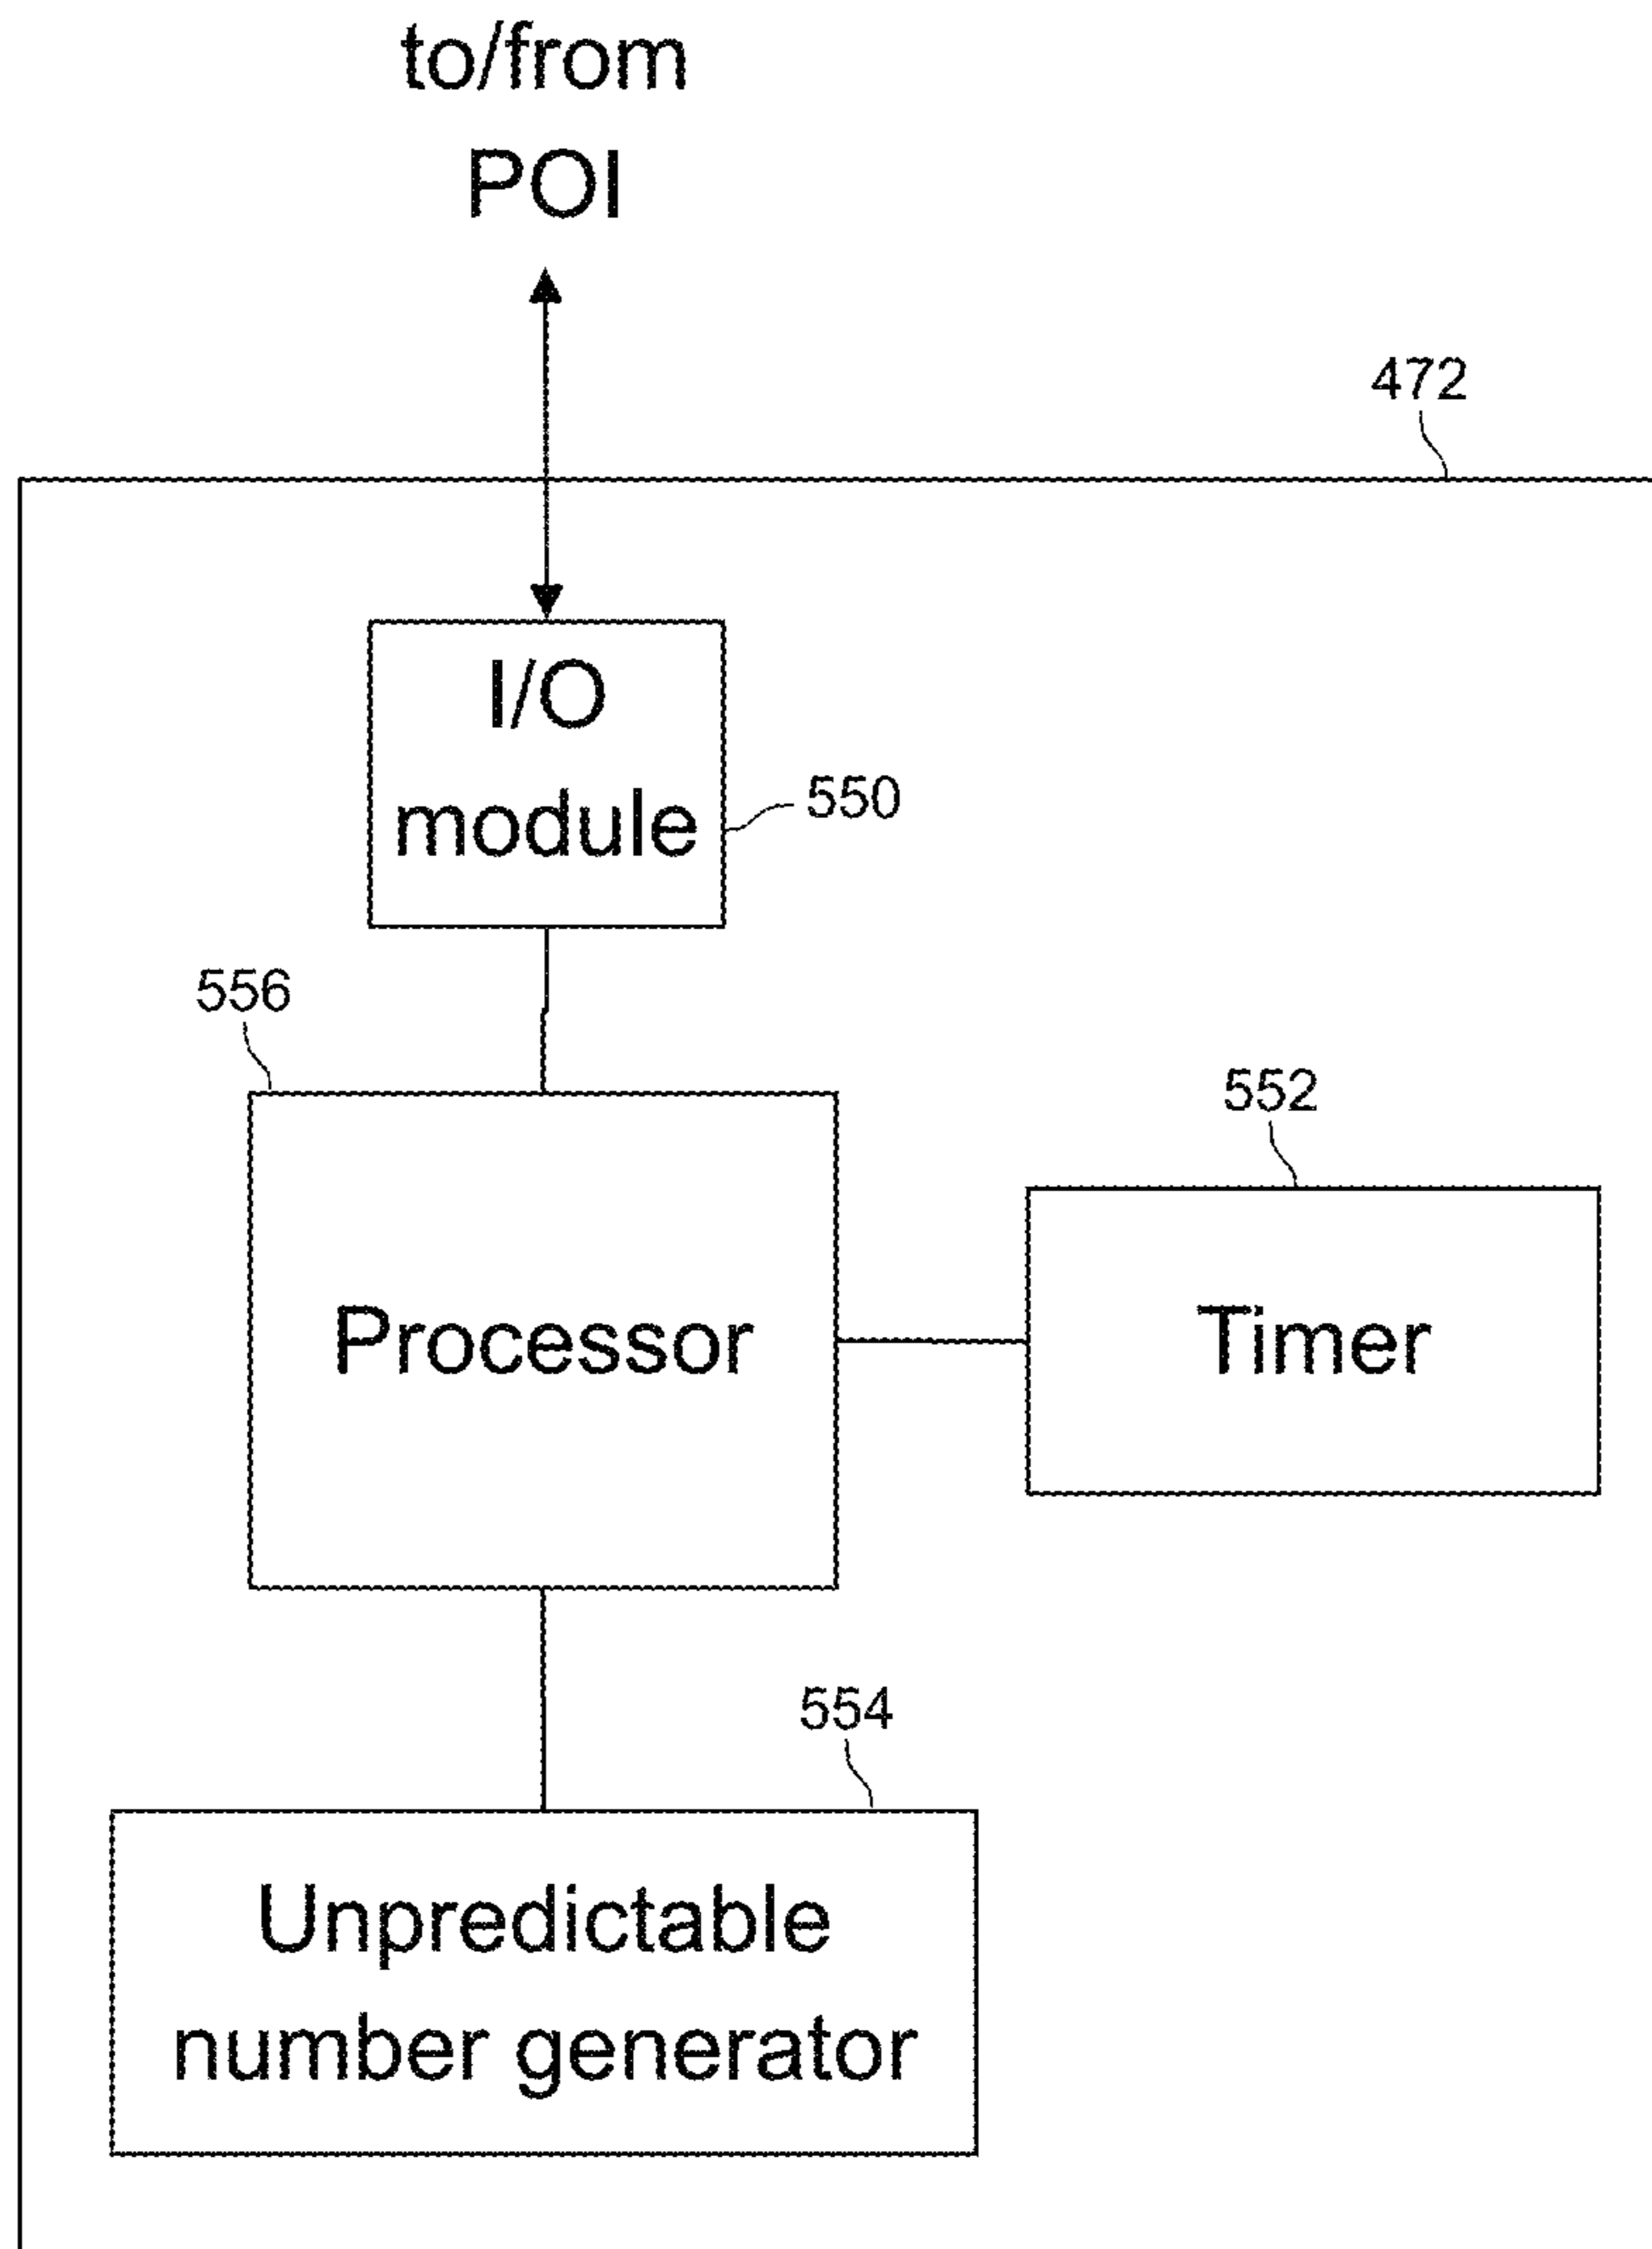 to/from
POI
472
I/O
module
550
556
552
Processor
Timer
554
Unpredictable
number generator